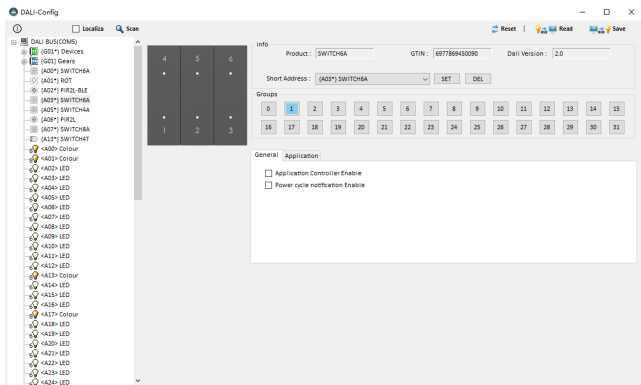 DALI-Config
Localiza Scan Reset Read Save
DALI BUS(COM5)
(G01*) Devices
(G01) Gears
(A00*) SWITCH6A
(A01*) ROT
(A02*) PIR2L-BLE
(A03*) SWITCH6A
(A05*) SWITCH4A
(A06*) PIR2L
(A07*) SWITCH8A
(A13*) SWITCH4T
<A00> Colour
<A01> Colour
<A02> LED
<A03> LED
<A04> LED
<A05> LED
<A06> LED
<A07> LED
<A08> LED
<A09> LED
<A10> LED
<A11> LED
<A12> LED
<A13> Colour
<A14> LED
<A15> LED
<A16> LED
<A17> Colour
<A18> LED
<A19> LED
<A20> LED
<A21> LED
<A22> LED
<A23> LED
<A24> LED
4 5 6
1 2 3
Info
Product : SWITCH6A GTIN : 6977869450090 Dali Version : 2.0
Short Address : (A03*) SWITCH6A SET DEL
Groups
0 1 2 3 4 5 6 7 8 9 10 11 12 13 14 15
16 17 18 19 20 21 22 23 24 25 26 27 28 29 30 31
General Application
Application Controller Enable
Power cycle notification Enable